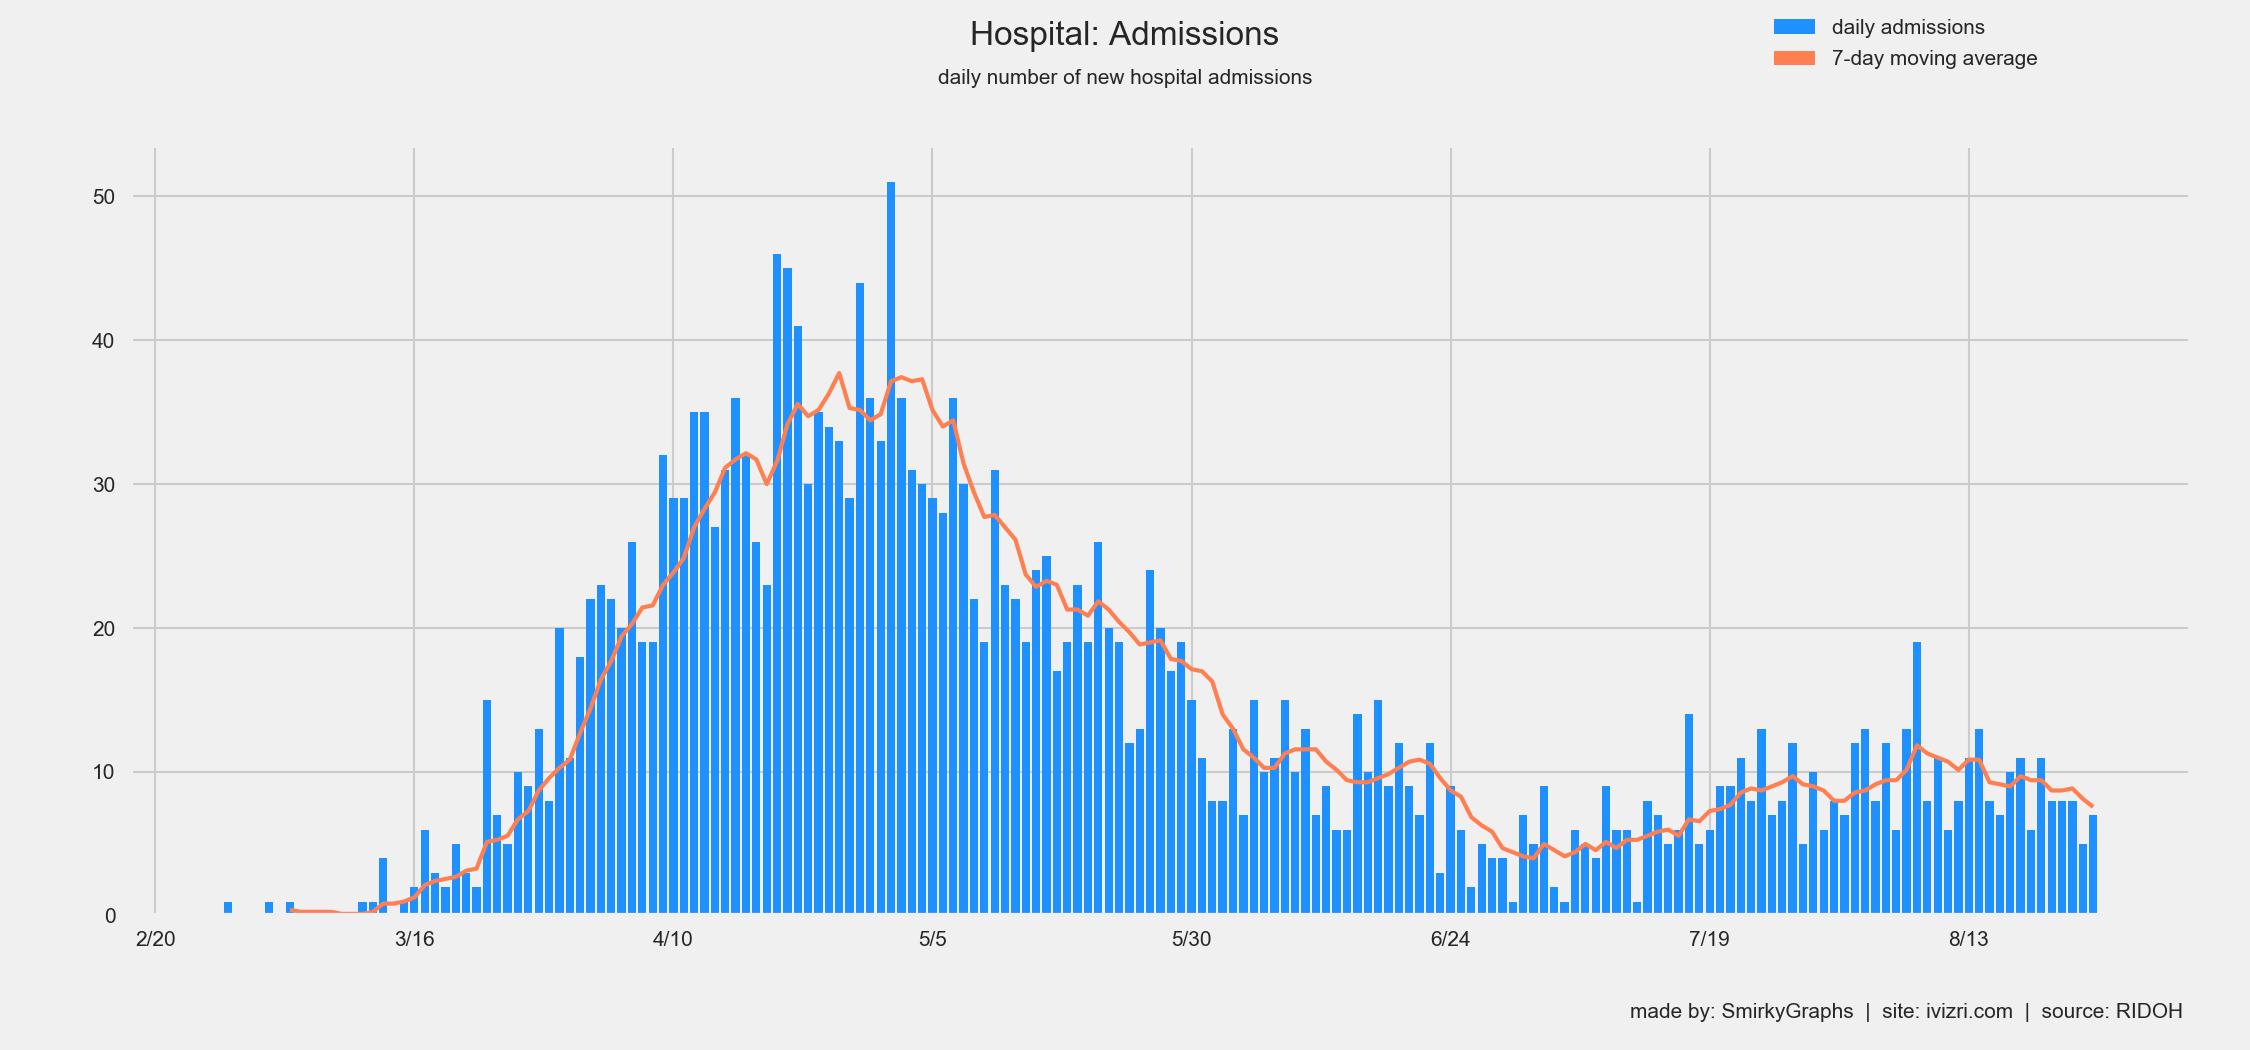 Hospital: Admissions
daily number of new hospital admissions
daily admissions
7-day moving average
50
40
30
20
10
0
2/20 3/16 4/10 5/5 5/30 6/24 7/19 8/13
made by: SmirkyGraphs | site: ivizri.com | source: RIDOH